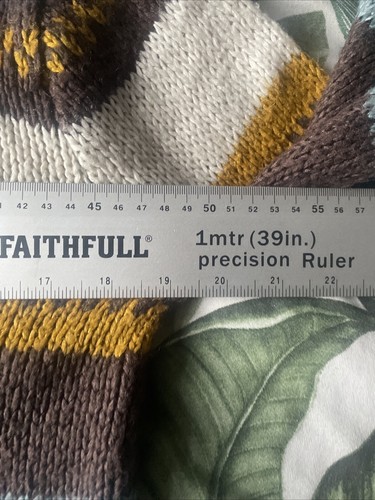 42 43 44 45 46 47 48 49 50 51 52 53 54 55 56 57
FAITHFULL®
1mtr (39in.)
precision Ruler
17 18 19 20 21 22